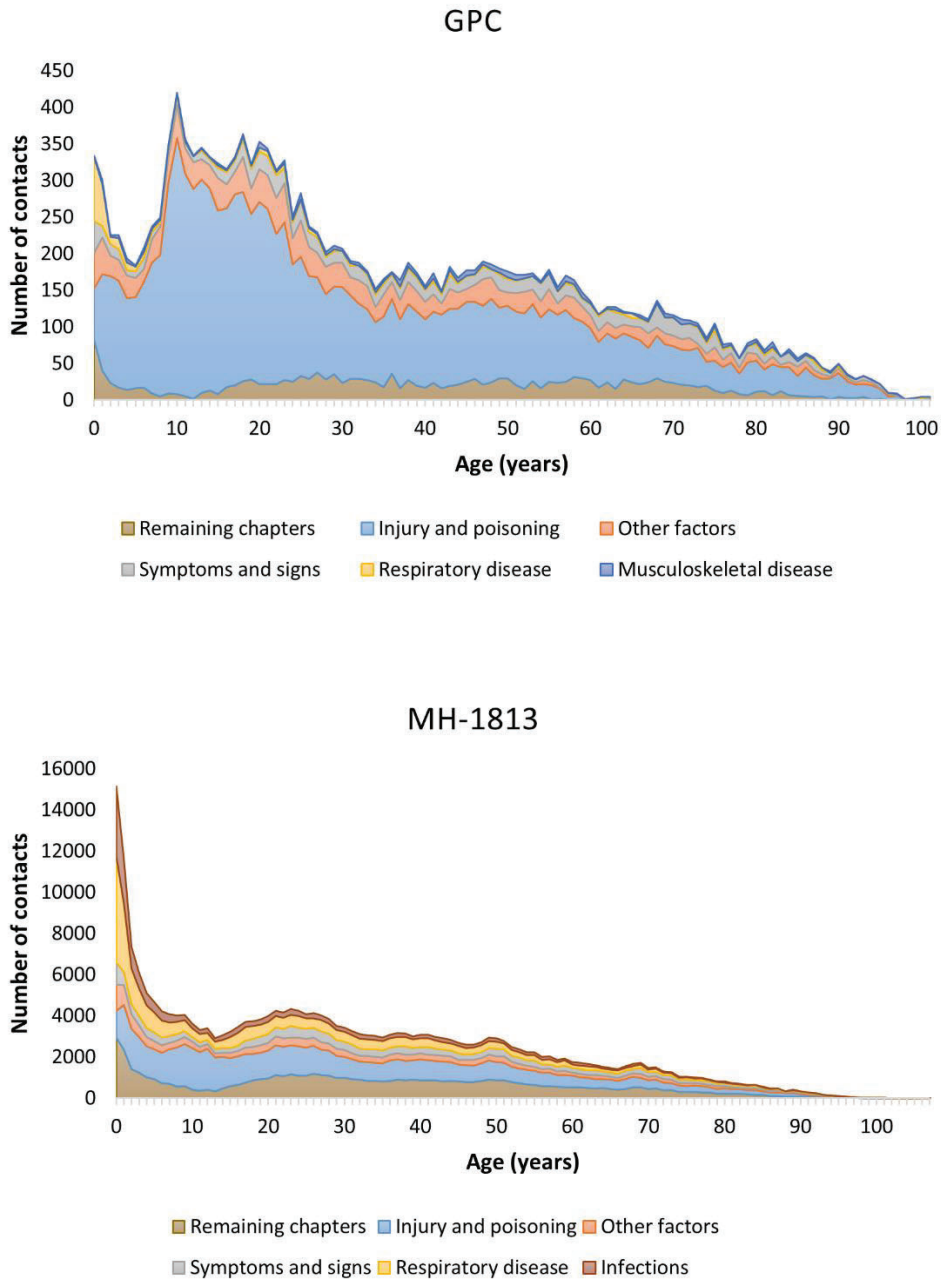 GPC
450
400
350
300
250
200
150
100
50
0
Number of contacts
0 10 20 30 40 50 60 70 80 90 100
Age (years)
Remaining chapters Injury and poisoning Other factors
Symptoms and signs Respiratory disease Musculoskeletal disease
MH-1813
16000
14000
12000
10000
8000
6000
4000
2000
0
Number of contacts
0 10 20 30 40 50 60 70 80 90 100
Age (years)
Remaining chapters Injury and poisoning Other factors
Symptoms and signs Respiratory disease Infections